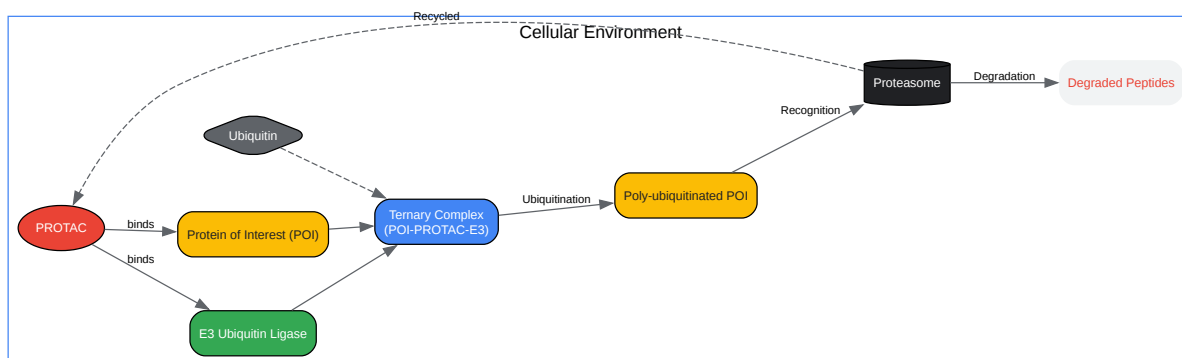 Recycled
Cellular Environment
Proteasome
Degradation
Degraded Peptides
Recognition
Ubiquitin
Ubiquitination
Poly-ubiquitinated POI
PROTAC
binds
Protein of Interest (POI)
Ternary Complex
(POI-PROTAC-E3)
binds
E3 Ubiquitin Ligase